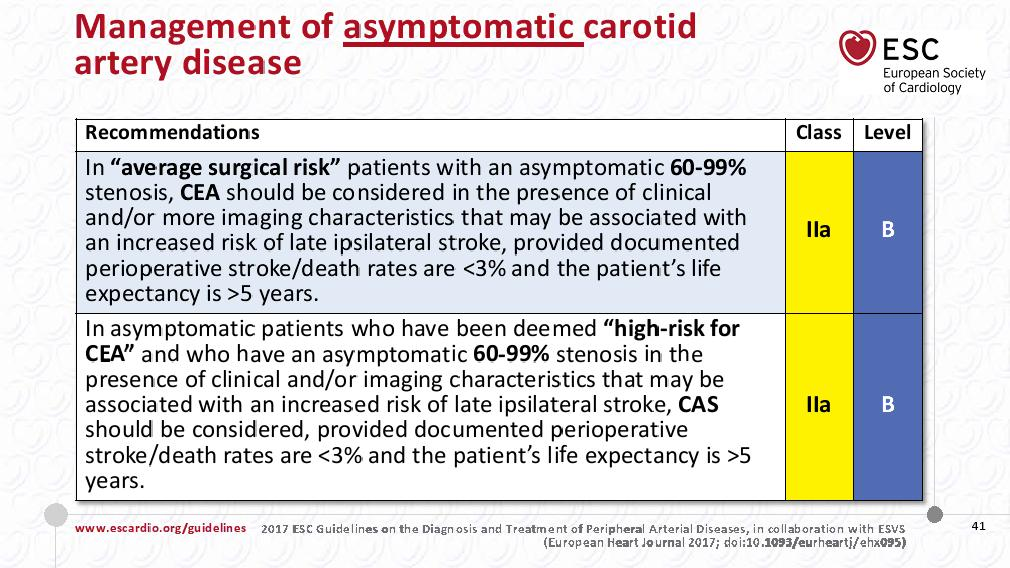 Management of asymptomatic carotid
artery disease
ESC
European Society
of Cardiology
Recommendations Class Level
In “average surgical risk” patients with an asymptomatic 60-99%
stenosis, CEA should be considered in the presence of clinical
and/or more imaging characteristics that may be associated with
an increased risk of late ipsilateral stroke, provided documented
perioperative stroke/death rates are <3% and the patient’s life
expectancy is >5 years.
IIa B
In asymptomatic patients who have been deemed “high-risk for
CEA” and who have an asymptomatic 60-99% stenosis in the
presence of clinical and/or imaging characteristics that may be
associated with an increased risk of late ipsilateral stroke, CAS
should be considered, provided documented perioperative
stroke/death rates are <3% and the patient’s life expectancy is >5
years.
IIa B
www.escardio.org/guidelines 2017 ESC Guidelines on the Diagnosis and Treatment of Peripheral Arterial Diseases, in collaboration with ESVS
(European Heart Journal 2017; doi:10.1093/eurheartj/ehx095)
41